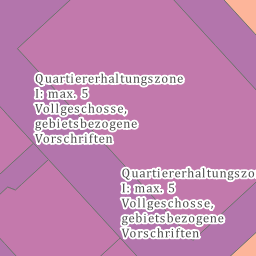 Quartiererhaltungszone
I: max. 5
Vollgeschosse,
gebietsbezogene
Vorschriften
Quartiererhaltungszo
I: max. 5
Vollgeschosse,
gebietsbezogene
Vorschriften